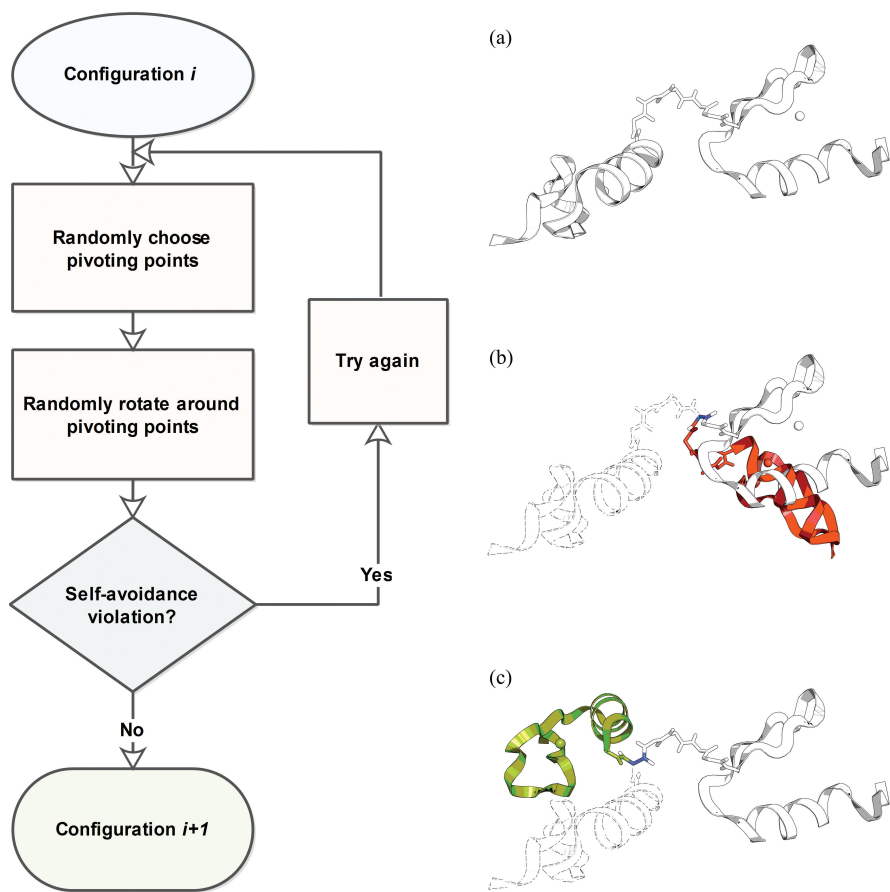 Configuration i
Randomly choose
pivoting points
Randomly rotate around
pivoting points
Try again
Self-avoidance
violation?
Yes
No
Configuration i+1
(a)
(b)
(c)